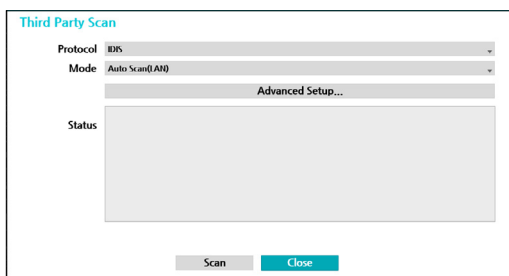 Third Party Scan
Protocol IDIS
Mode Auto Scan(LAN)
Advanced Setup...
Status
Scan Close